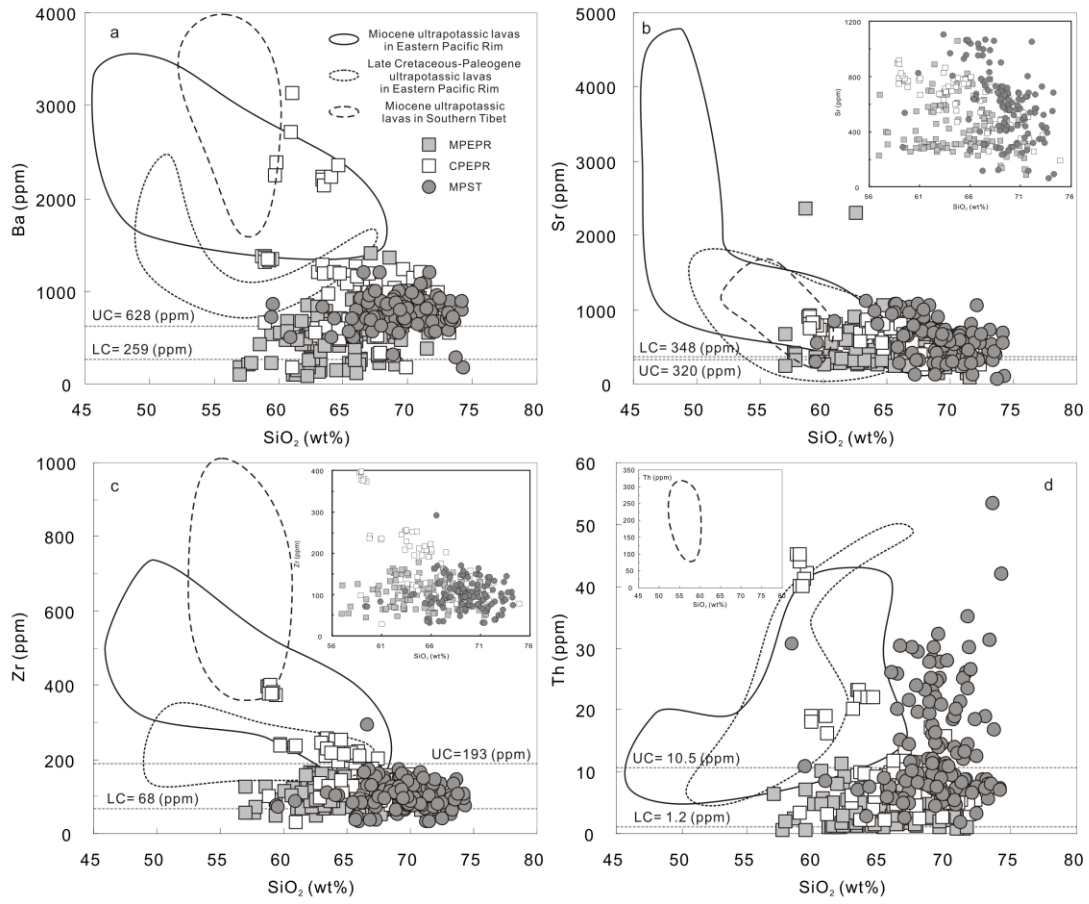 a
Miocene ultrapotassic lavas
in Eastern Pacific Rim
Late Cretaceous-Paleogene
ultrapotassic lavas
in Eastern Pacific Rim
Miocene ultrapotassic
lavas in Southern Tibet
MPEPR
CPEPR
MPST
UC= 628 (ppm)
LC= 259 (ppm)
4000
3000
2000
1000
0
Ba (ppm)
45 50 55 60 65 70 75 80
SiO₂ (wt%)
b
1200
800
400
0
Sr (ppm)
56 61 66 71 76
SiO₂ (wt%)
LC= 348 (ppm)
UC= 320 (ppm)
5000
4000
3000
2000
1000
0
Sr (ppm)
45 50 55 60 65 70 75 80
SiO₂ (wt%)
c
400
300
200
100
0
Zr (ppm)
56 61 66 71 76
SiO₂ (wt%)
UC=193 (ppm)
LC= 68 (ppm)
1000
800
600
400
200
0
Zr (ppm)
45 50 55 60 65 70 75 80
SiO₂ (wt%)
d
Th (ppm)
350
300
250
200
150
100
50
0
45 50 55 60 65 70 75 80
SiO₂ (wt%)
UC= 10.5 (ppm)
LC= 1.2 (ppm)
60
50
40
30
20
10
0
Th (ppm)
45 50 55 60 65 70 75 80
SiO₂ (wt%)